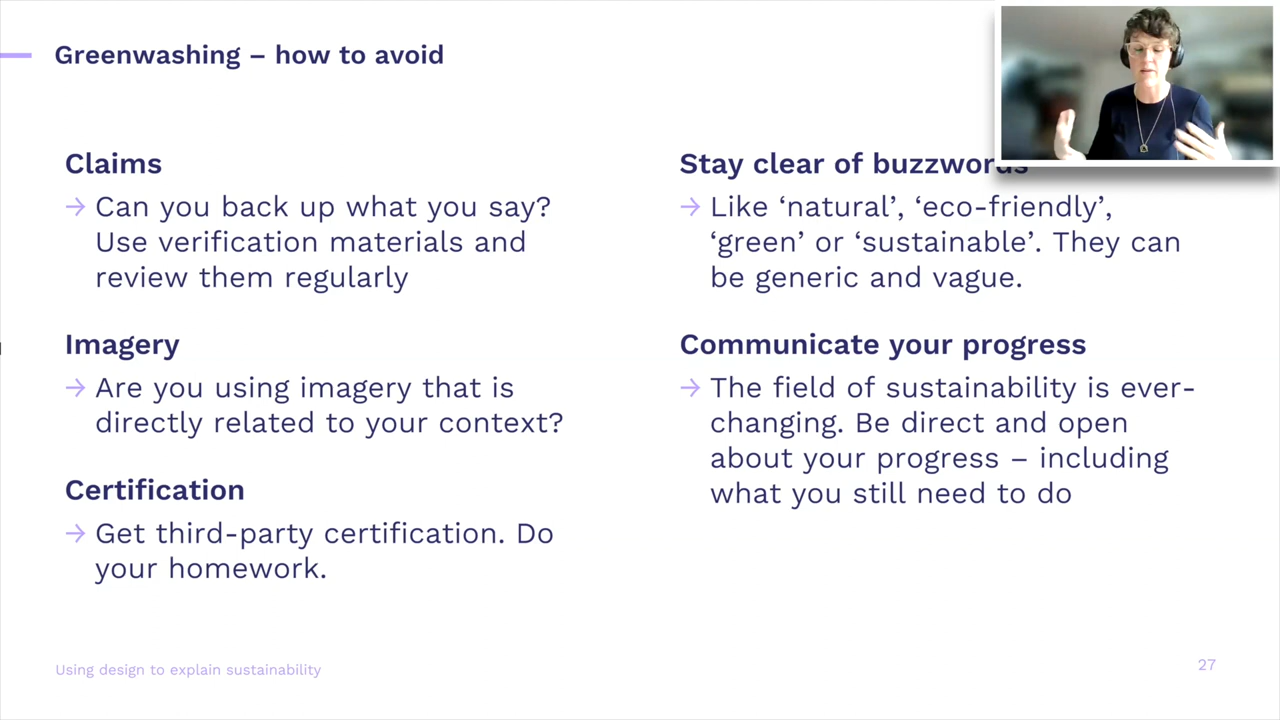 Greenwashing – how to avoid
Claims
→ Can you back up what you say?
Use verification materials and
review them regularly
Imagery
→ Are you using imagery that is
directly related to your context?
Certification
→ Get third-party certification. Do
your homework.
Stay clear of buzzwords
→ Like ‘natural’, ‘eco-friendly’,
‘green’ or ‘sustainable’. They can
be generic and vague.
Communicate your progress
→ The field of sustainability is ever-
changing. Be direct and open
about your progress – including
what you still need to do
Using design to explain sustainability
27